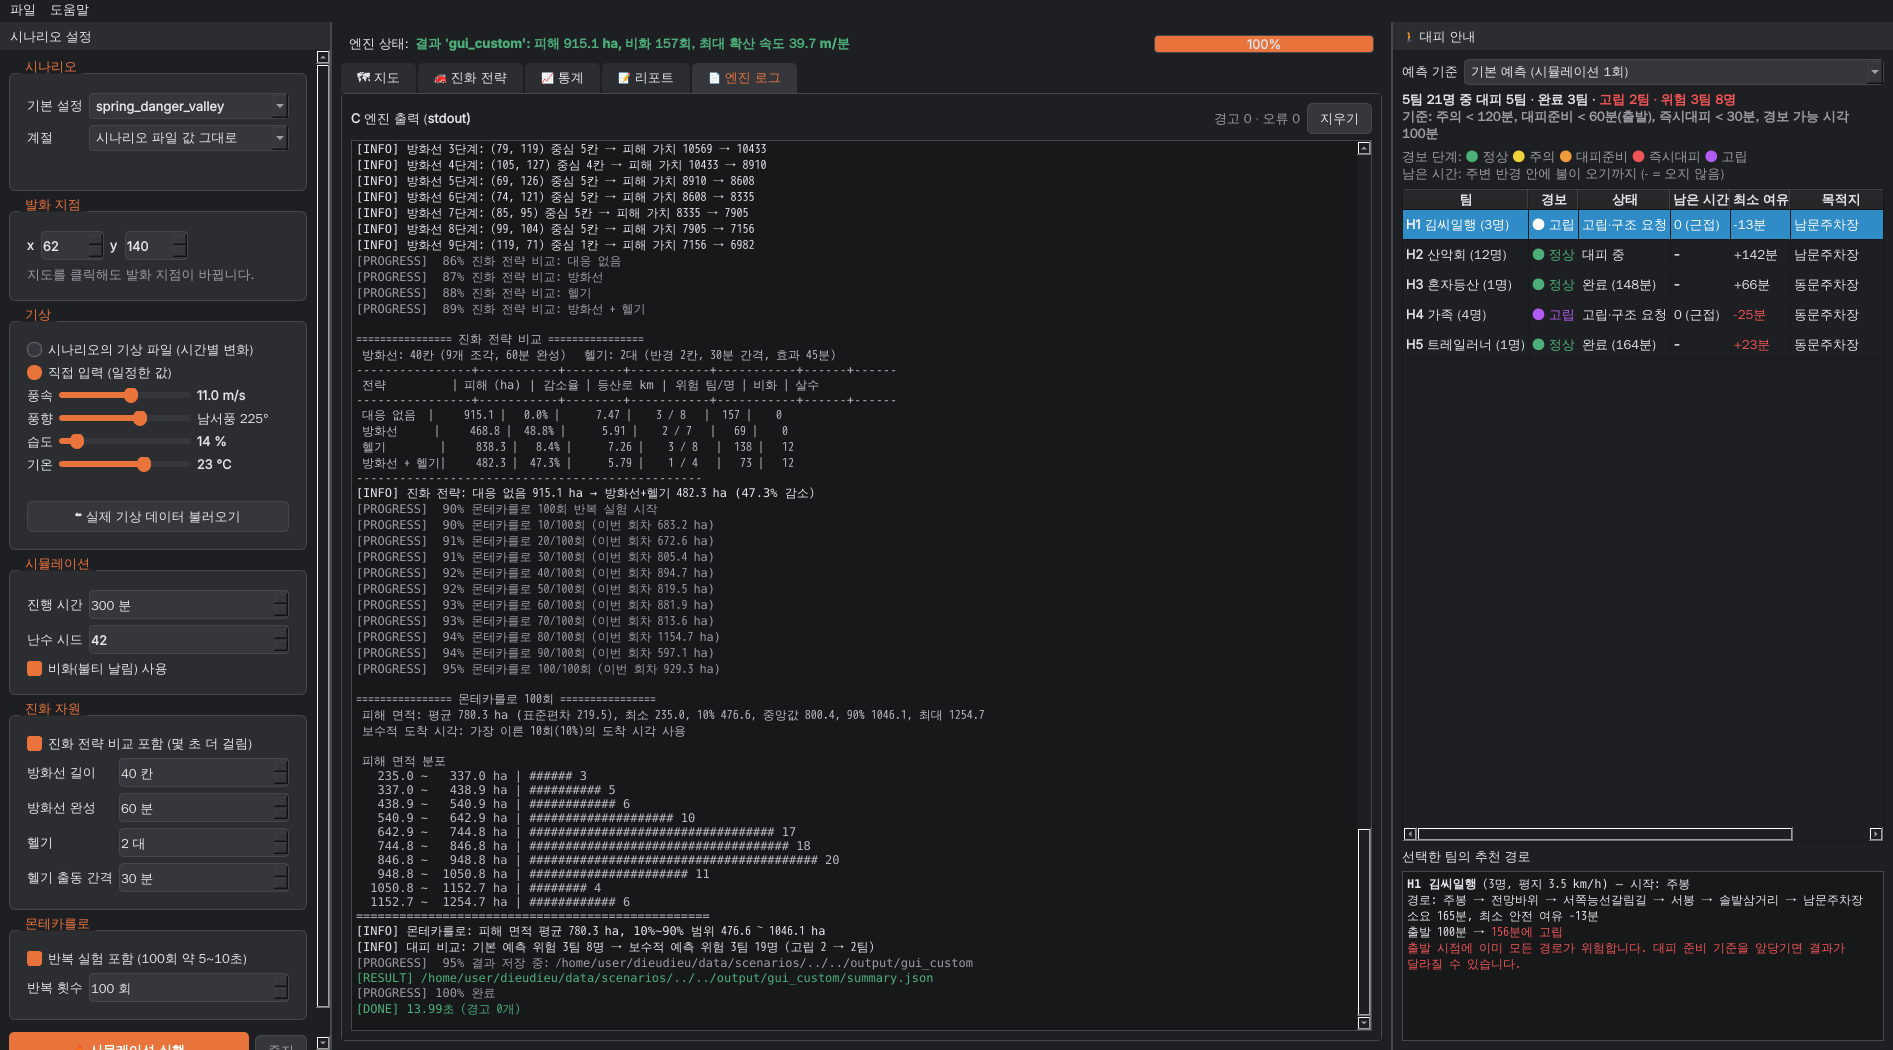 파일 도움말
시나리오 설정
시나리오
기본 설정 spring_danger_valley
계절 시나리오 파일 값 그대로
발화 지점
x 62 y 140
지도를 클릭해도 발화 지점이 바뀝니다.
기상
시나리오의 기상 파일 (시간별 변화)
직접 입력 (일정한 값)
풍속 11.0 m/s
풍향 남서풍 225°
습도 14 %
기온 23 °C
실제 기상 데이터 불러오기
시뮬레이션
진행 시간 300 분
난수 시드 42
비화(불티 날림) 사용
진화 자원
진화 전략 비교 포함 (몇 초 더 걸림)
방화선 길이 40 칸
방화선 완성 60 분
헬기 2 대
헬기 출동 간격 30 분
몬테카를로
반복 실험 포함 (100회 약 5~10초)
반복 횟수 100 회
시뮬레이션 실행 중지
엔진 상태: 결과 'gui_custom': 피해 915.1 ha, 비화 157회, 최대 확산 속도 39.7 m/분
100%
지도 진화 전략 통계 리포트 엔진 로그
C 엔진 출력 (stdout) 경고 0 · 오류 0 지우기
[INFO] 방화선 3단계: (79, 119) 중심 5칸 → 피해 가치 10569 → 10433
[INFO] 방화선 4단계: (105, 127) 중심 4칸 → 피해 가치 10433 → 8910
[INFO] 방화선 5단계: (69, 126) 중심 5칸 → 피해 가치 8910 → 8608
[INFO] 방화선 6단계: (74, 121) 중심 5칸 → 피해 가치 8608 → 8335
[INFO] 방화선 7단계: (85, 95) 중심 5칸 → 피해 가치 8335 → 7905
[INFO] 방화선 8단계: (99, 104) 중심 5칸 → 피해 가치 7905 → 7156
[INFO] 방화선 9단계: (119, 71) 중심 1칸 → 피해 가치 7156 → 6982
[PROGRESS] 86% 진화 전략 비교: 대응 없음
[PROGRESS] 87% 진화 전략 비교: 방화선
[PROGRESS] 88% 진화 전략 비교: 헬기
[PROGRESS] 89% 진화 전략 비교: 방화선 + 헬기
================ 진화 전략 비교 ================
방화선: 40칸 (9개 조각, 60분 완성) 헬기: 2대 (반경 2칸, 30분 간격, 효과 45분)
----------------+-----------+--------+-----------+------------+------+------
전략 | 피해 (ha) | 감소율 | 등산로 km | 위험 팀/명 | 비화 | 살수
----------------+-----------+--------+-----------+------------+------+------
대응 없음 | 915.1 | 0.0% | 7.47 | 3 / 8 | 157 | 0
방화선 | 468.8 | 48.8% | 5.91 | 2 / 7 | 69 | 0
헬기 | 838.3 | 8.4% | 7.26 | 3 / 8 | 138 | 12
방화선 + 헬기| 482.3 | 47.3% | 5.79 | 1 / 4 | 73 | 12
----------------------------------------------
[INFO] 진화 전략: 대응 없음 915.1 ha → 방화선+헬기 482.3 ha (47.3% 감소)
[PROGRESS] 90% 몬테카를로 100회 반복 실험 시작
[PROGRESS] 90% 몬테카를로 10/100회 (이번 회차 683.2 ha)
[PROGRESS] 91% 몬테카를로 20/100회 (이번 회차 672.6 ha)
[PROGRESS] 91% 몬테카를로 30/100회 (이번 회차 805.4 ha)
[PROGRESS] 92% 몬테카를로 40/100회 (이번 회차 894.7 ha)
[PROGRESS] 92% 몬테카를로 50/100회 (이번 회차 819.5 ha)
[PROGRESS] 93% 몬테카를로 60/100회 (이번 회차 881.9 ha)
[PROGRESS] 93% 몬테카를로 70/100회 (이번 회차 813.6 ha)
[PROGRESS] 94% 몬테카를로 80/100회 (이번 회차 1154.7 ha)
[PROGRESS] 94% 몬테카를로 90/100회 (이번 회차 597.1 ha)
[PROGRESS] 95% 몬테카를로 100/100회 (이번 회차 929.3 ha)
================ 몬테카를로 100회 ================
피해 면적: 평균 780.3 ha (표준편차 219.5), 최소 235.0, 10% 476.6, 중앙값 800.4, 90% 1046.1, 최대 1254.7
보수적 도착 시각: 가장 이른 10회(10%)의 도착 시각 사용
피해 면적 분포
235.0 ~ 337.0 ha | ###### 3
337.0 ~ 438.9 ha | ########## 5
438.9 ~ 540.9 ha | ############ 6
540.9 ~ 642.9 ha | #################### 10
642.9 ~ 744.8 ha | ################################## 17
744.8 ~ 846.8 ha | #################################### 18
846.8 ~ 948.8 ha | ######################################## 20
948.8 ~ 1050.8 ha | ###################### 11
1050.8 ~ 1152.7 ha | ######## 4
1152.7 ~ 1254.7 ha | ############ 6
=================================================
[INFO] 몬테카를로: 피해 면적 평균 780.3 ha, 10%~90% 범위 476.6 ~ 1046.1 ha
[INFO] 대피 비교: 기본 예측 위험 3팀 8명 → 보수적 예측 위험 3팀 19명 (고립 2 → 2팀)
[PROGRESS] 95% 결과 저장 중: /home/user/dieudieu/data/scenarios/../../output/gui_custom
[RESULT] /home/user/dieudieu/data/scenarios/../../output/gui_custom/summary.json
[PROGRESS] 100% 완료
[DONE] 13.99초 (경고 0개)
대피 안내
예측 기준 기본 예측 (시뮬레이션 1회)
5팀 21명 중 대피 5팀 · 완료 3팀 · 고립 2팀 · 위험 3팀 8명
기준: 주의 < 120분, 대피준비 < 60분(출발), 즉시대피 < 30분, 경보 가능 시각
100분
경보 단계: 정상 주의 대피준비 즉시대피 고립
남은 시간: 주변 반경 안에 불이 오기까지 (- = 오지 않음)
팀 경보 상태 남은 시간 최소 여유 목적지
H1 김씨일행 (3명) 고립 고립·구조 요청 0 (근접) -13분 남문주차장
H2 산악회 (12명) 정상 대피 중 - +142분 남문주차장
H3 혼자등산 (1명) 정상 완료 (148분) - +66분 동문주차장
H4 가족 (4명) 고립 고립·구조 요청 0 (근접) -25분 동문주차장
H5 트레일러너 (1명) 정상 완료 (164분) - +23분 동문주차장
선택한 팀의 추천 경로
H1 김씨일행 (3명, 평지 3.5 km/h) — 시작: 주봉
경로: 주봉 → 전망바위 → 서쪽능선갈림길 → 서봉 → 솔밭삼거리 → 남문주차장
소요 165분, 최소 안전 여유 -13분
출발 100분 → 156분에 고립
출발 시점에 이미 모든 경로가 위험합니다. 대피 준비 기준을 앞당기면 결과가
달라질 수 있습니다.